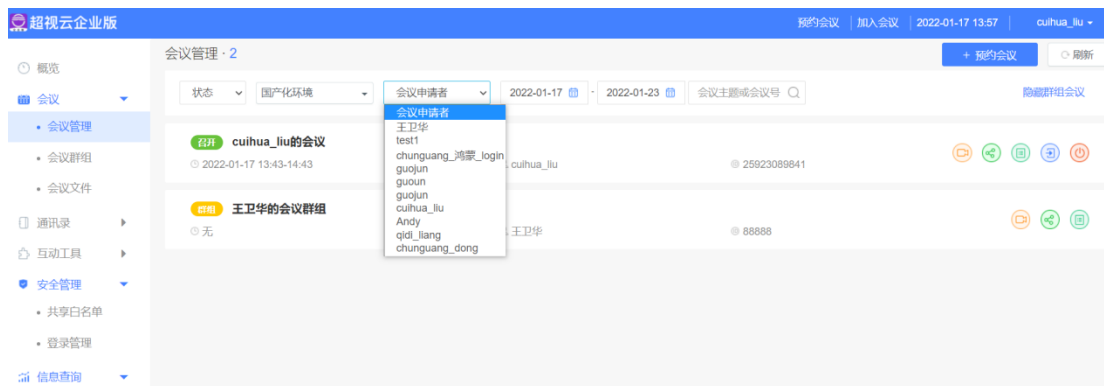 超视云企业版
预约会议 加入会议 2022-01-17 13:57 cuihua_liu
概览
会议
会议管理
会议群组
会议文件
通讯录
互动工具
安全管理
共享白名单
登录管理
信息查询
会议管理 · 2
+ 预约会议 刷新
状态 国产化环境 会议申请者 2022-01-17 - 2022-01-23 会议主题或会议号 隐藏群组会议
会议申请者
王卫华
test1
chunguang_鸿蒙_login
guojun
guoun
guojun
cuihua_liu
Andy
qidi_liang
chunguang_dong
召开 cuihua_liu的会议
2022-01-17 13:43-14:43 cuihua_liu 25923089841
群组 王卫华的会议群组
无 王卫华 88888